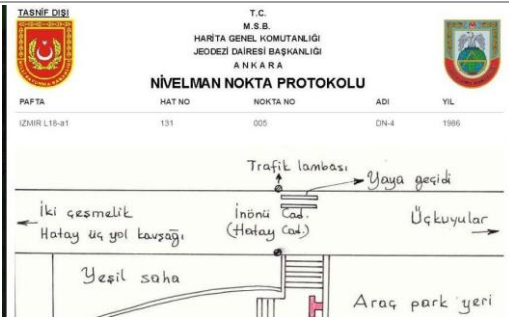 TASNİF DIŞI
T.C.
M.S.B.
HARİTA GENEL KOMUTANLIĞI
JEODEZİ DAİRESİ BAŞKANLIĞI
ANKARA
NİVELMAN NOKTA PROTOKOLU
PAFTA HAT NO NOKTA NO ADI YIL
IZMIR L18-a1 131 005 DN-4 1986
Trafik lambası
Yaya geçidi
İki çeşmelik
Hatay üç yol kavşağı
İnönü Cad.
(Hatay Cad.)
Üçkuyular
Yeşil saha
Araç park yeri